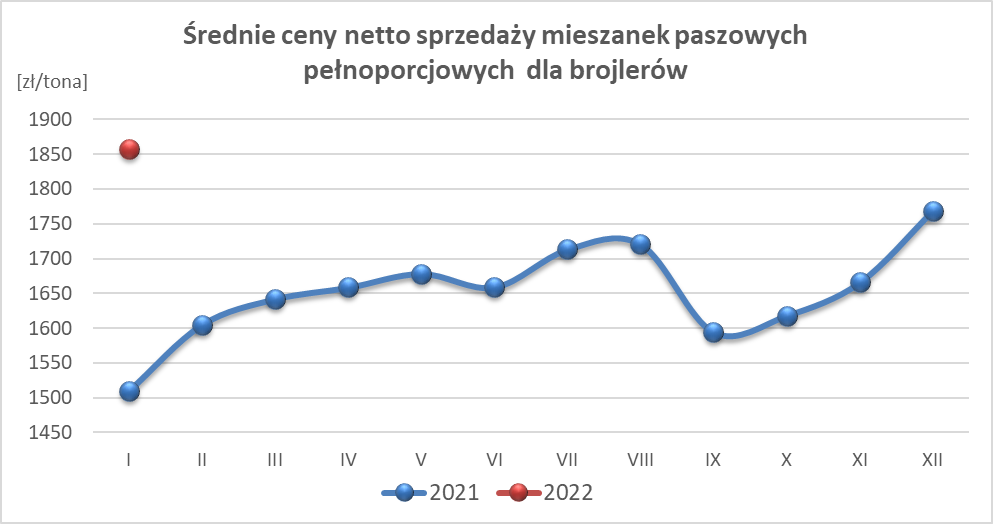 Średnie ceny netto sprzedaży mieszanek paszowych
pełnoporcjowych  dla brojlerów
[zł/tona]
1900
1850
1800
1750
1700
1650
1600
1550
1500
1450
I II III IV V VI VII VIII IX X XI XII
2021 2022